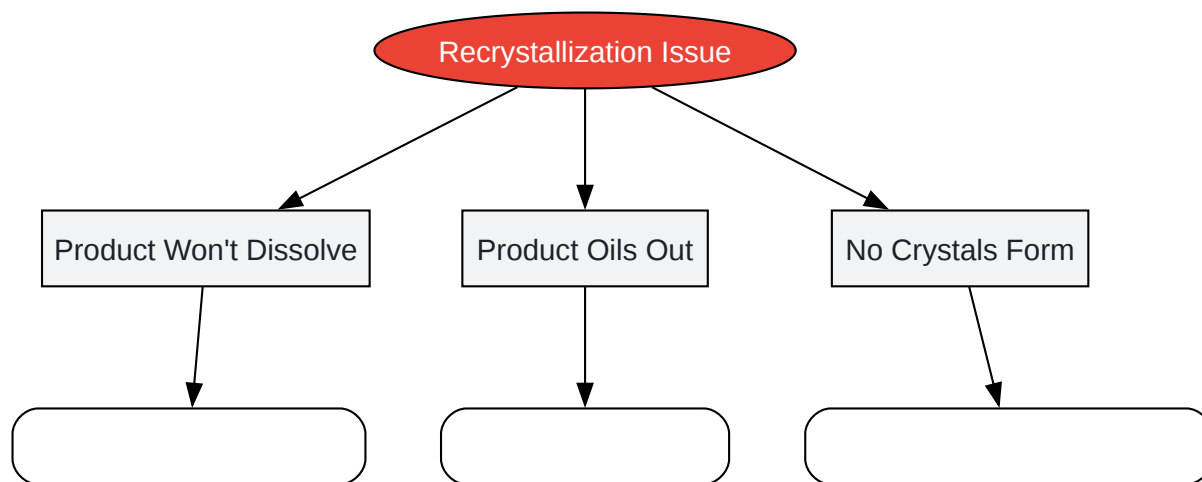 Recrystallization Issue
Product Won't Dissolve
Product Oils Out
No Crystals Form